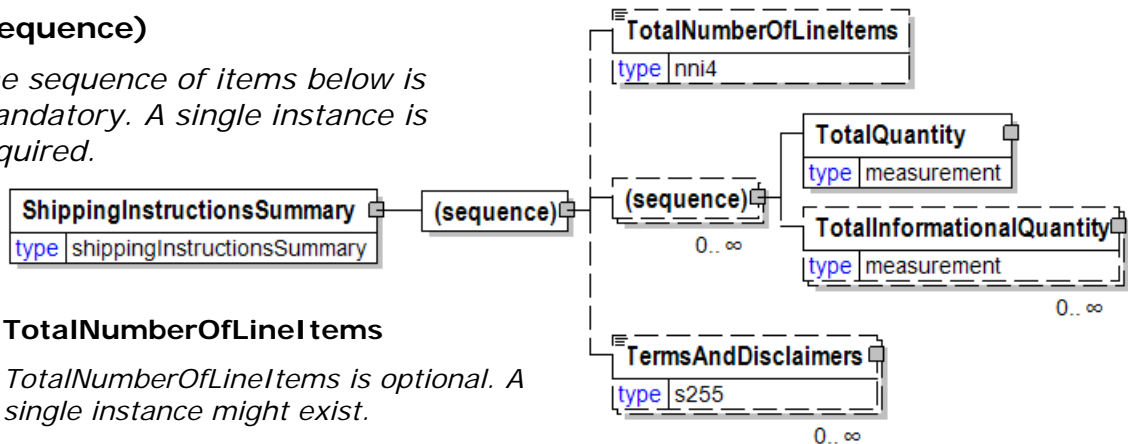 equence)
e sequence of items below is
andatory. A single instance is
quired.
ShippingInstructionsSummary
type shippingInstructionsSummary
(sequence)
TotalNumberOfLineItems
type nni4
(sequence)
0.. ∞
TotalQuantity
type measurement
TotalInformationalQuantity
type measurement
0.. ∞
TermsAndDisclaimers
type s255
0.. ∞
TotalNumberOfLineItems
TotalNumberOfLineItems is optional. A
single instance might exist.